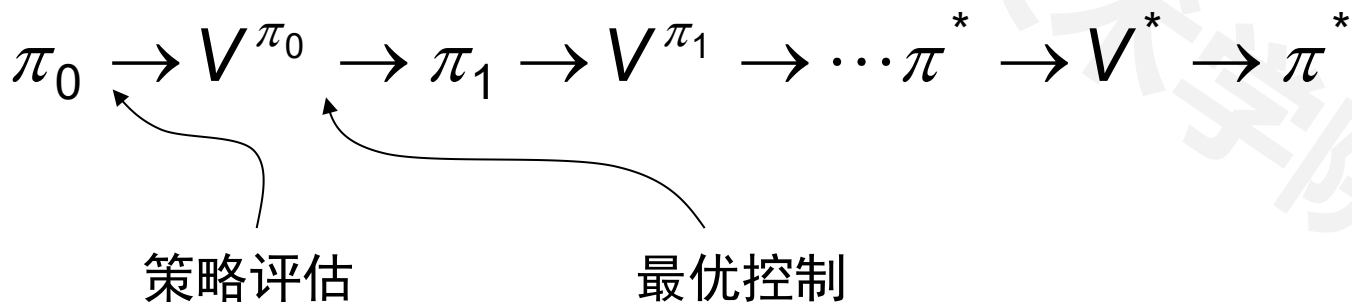 π₀ → V^π₀ → π₁ → V^π₁ → ⋯π* → V* → π*
策略评估 最优控制